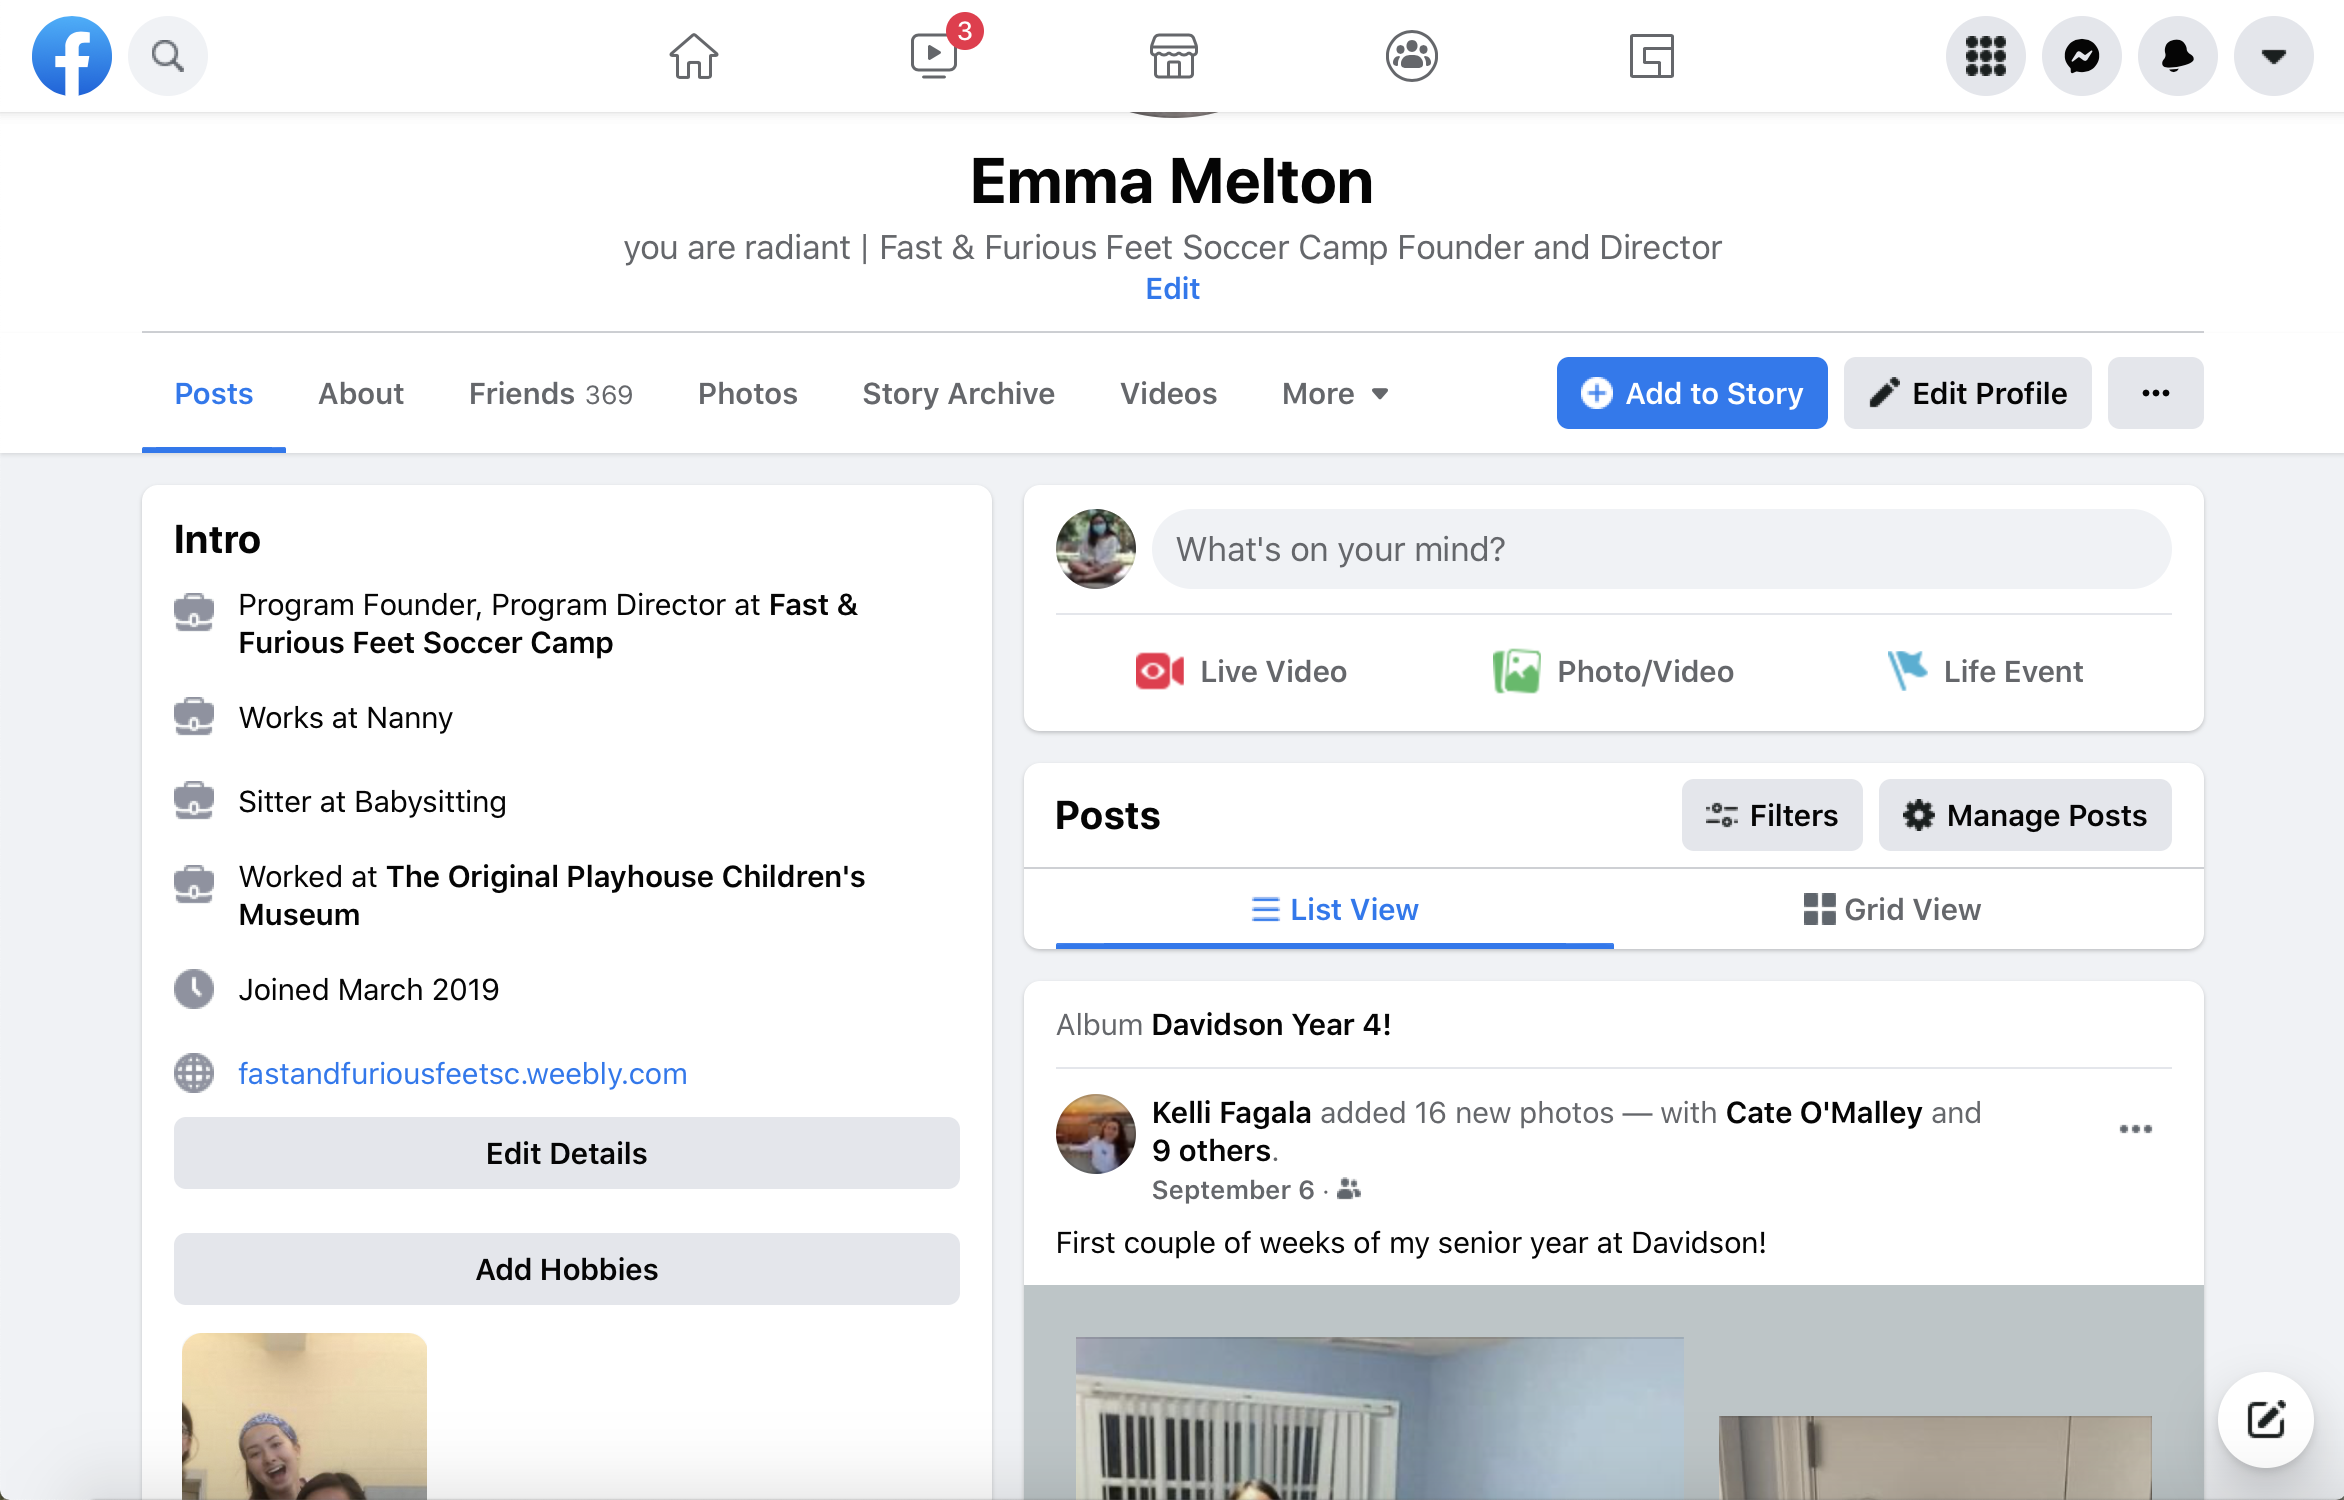 3
Emma Melton
you are radiant | Fast & Furious Feet Soccer Camp Founder and Director
Edit
Posts
About
Friends 369
Photos
Story Archive
Videos
More
Add to Story
Edit Profile
Intro
Program Founder, Program Director at Fast &
Furious Feet Soccer Camp
Works at Nanny
Sitter at Babysitting
Worked at The Original Playhouse Children's
Museum
Joined March 2019
fastandfuriousfeetsc.weebly.com
Edit Details
Add Hobbies
What's on your mind?
Live Video
Photo/Video
Life Event
Posts
Filters
Manage Posts
List View
Grid View
Album Davidson Year 4!
Kelli Fagala added 16 new photos — with Cate O'Malley and
9 others.
September 6 ·
First couple of weeks of my senior year at Davidson!